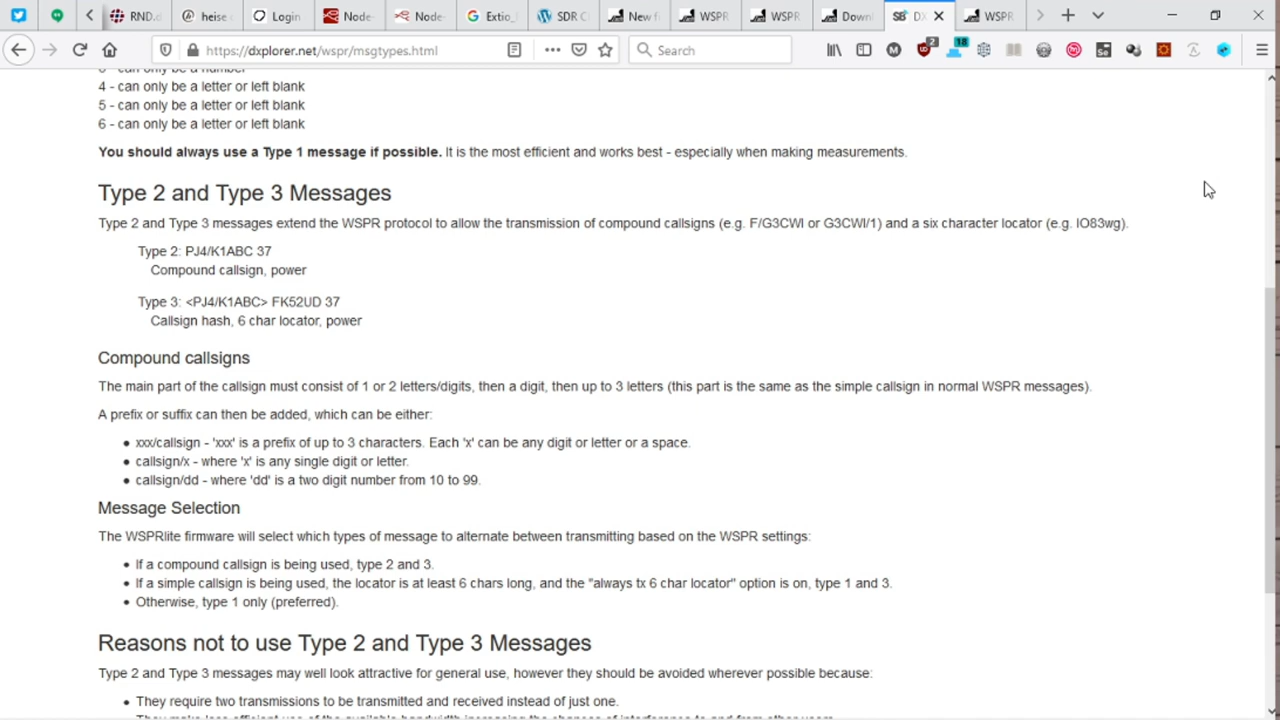 RND.d
heise
Login
Node-
Node-
Extio_
SDR C
New f
WSPR
WSPR
Down
DX
WSPR
https://dxplorer.net/wspr/msgtypes.html
Search
2
18
4 - can only be a letter or left blank
5 - can only be a letter or left blank
6 - can only be a letter or left blank
You should always use a Type 1 message if possible. It is the most efficient and works best - especially when making measurements.
Type 2 and Type 3 Messages
Type 2 and Type 3 messages extend the WSPR protocol to allow the transmission of compound callsigns (e.g. F/G3CWI or G3CWI/1) and a six character locator (e.g. IO83wg).
Type 2: PJ4/K1ABC 37
Compound callsign, power
Type 3: <PJ4/K1ABC> FK52UD 37
Callsign hash, 6 char locator, power
Compound callsigns
The main part of the callsign must consist of 1 or 2 letters/digits, then a digit, then up to 3 letters (this part is the same as the simple callsign in normal WSPR messages).
A prefix or suffix can then be added, which can be either:
• xxx/callsign - 'xxx' is a prefix of up to 3 characters. Each 'x' can be any digit or letter or a space.
• callsign/x - where 'x' is any single digit or letter.
• callsign/dd - where 'dd' is a two digit number from 10 to 99.
Message Selection
The WSPRlite firmware will select which types of message to alternate between transmitting based on the WSPR settings:
• If a compound callsign is being used, type 2 and 3.
• If a simple callsign is being used, the locator is at least 6 chars long, and the "always tx 6 char locator" option is on, type 1 and 3.
• Otherwise, type 1 only (preferred).
Reasons not to use Type 2 and Type 3 Messages
Type 2 and Type 3 messages may well look attractive for general use, however they should be avoided wherever possible because:
• They require two transmissions to be transmitted and received instead of just one.